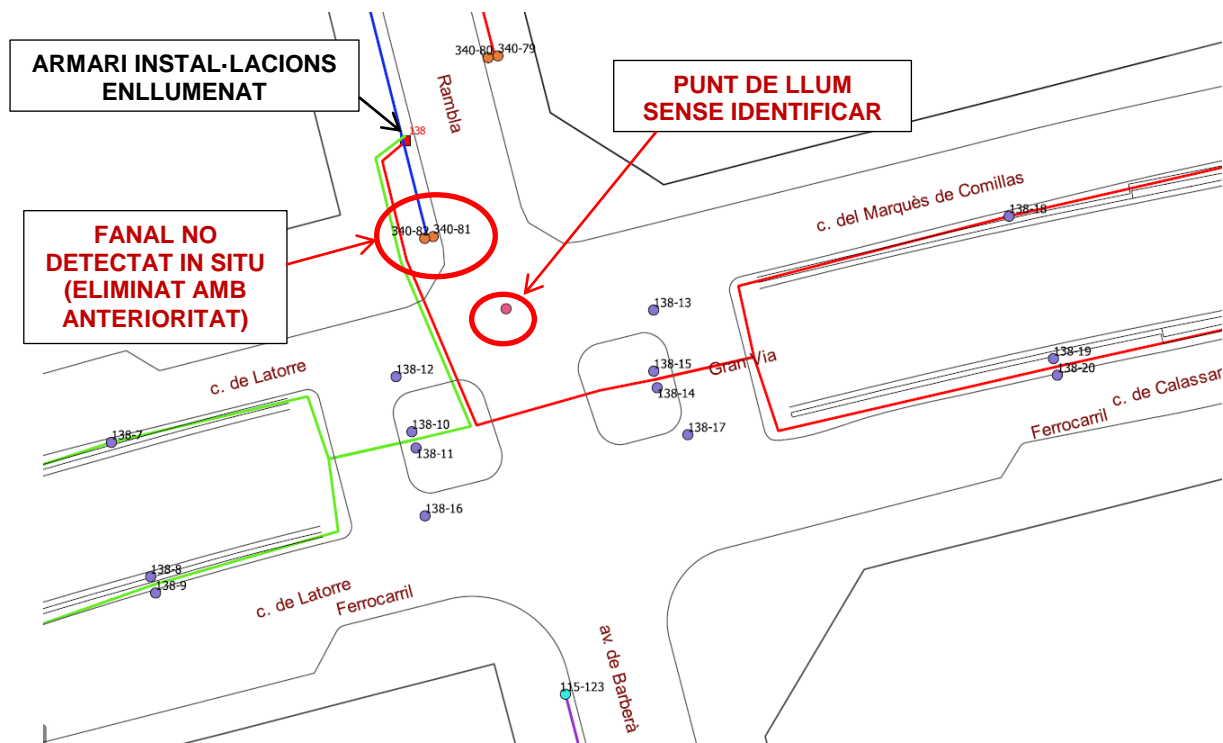 340-80
340-79
ARMARI INSTAL·LACIONS
ENLLUMENAT
Rambla
PUNT DE LLUM
SENSE IDENTIFICAR
138
c. del Marquès de Comillas
138-18
FANAL NO
DETECTAT IN SITU
(ELIMINAT AMB
ANTERIORITAT)
340-82
340-81
138-13
138-15
Gran Via
138-14
138-19
138-20
c. de Latorre
138-12
138-7
138-10
138-11
138-17
Ferrocarril
c. de Calassan
138-16
138-8
138-9
c. de Latorre
Ferrocarril
av. de Barberà
115-123